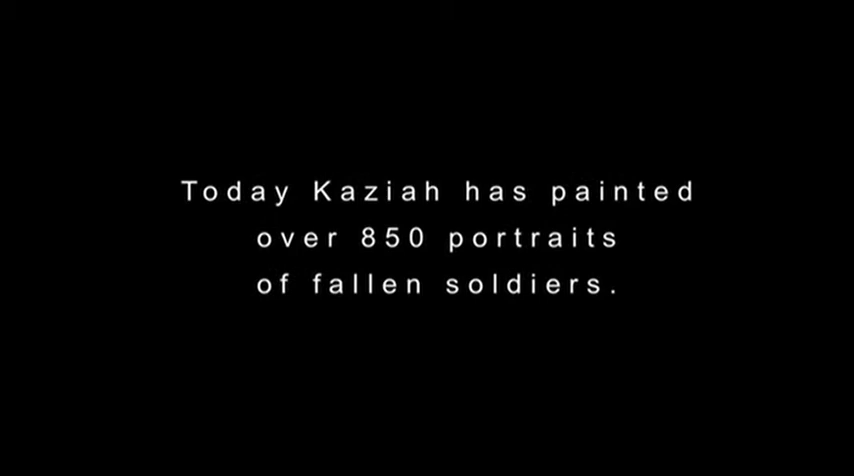 Today Kaziah has painted
over 850 portraits
of fallen soldiers.